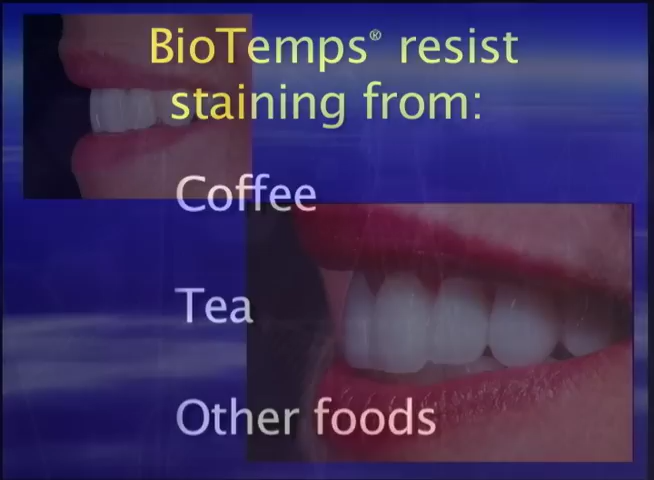 BioTemps® resist
staining from:
Coffee
Tea
Other foods